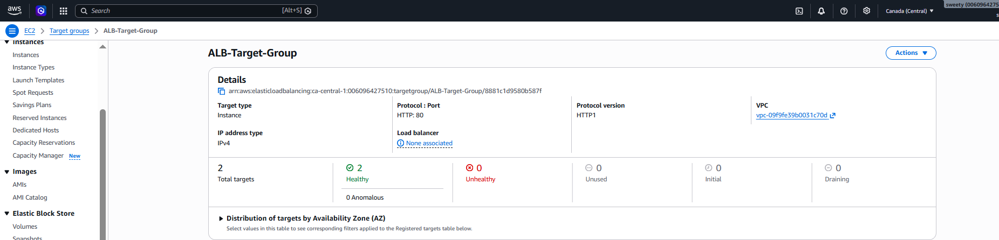 aws
Search
[Alt+S]
Canada (Central)
sweety (0060964275
EC2
Target groups
ALB-Target-Group
Instances
Instances
Instance Types
Launch Templates
Spot Requests
Savings Plans
Reserved Instances
Dedicated Hosts
Capacity Reservations
Capacity Manager New
Images
AMIs
AMI Catalog
Elastic Block Store
Volumes
Snapshots
ALB-Target-Group
Actions
Details
arn:aws:elasticloadbalancing:ca-central-1:006096427510:targetgroup/ALB-Target-Group/8881c1d9580b587f
Target type
Instance
Protocol : Port
HTTP: 80
Protocol version
HTTP1
VPC
vpc-09f9fe39b0031c70d
IP address type
IPv4
Load balancer
None associated
2
Total targets
2
Healthy
0 Anomalous
0
Unhealthy
0
Unused
0
Initial
0
Draining
Distribution of targets by Availability Zone (AZ)
Select values in this table to see corresponding filters applied to the Registered targets table below.